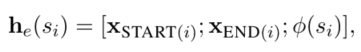 h_e(s_i) = [x_START(i); x_END(i); ϕ(s_i)],